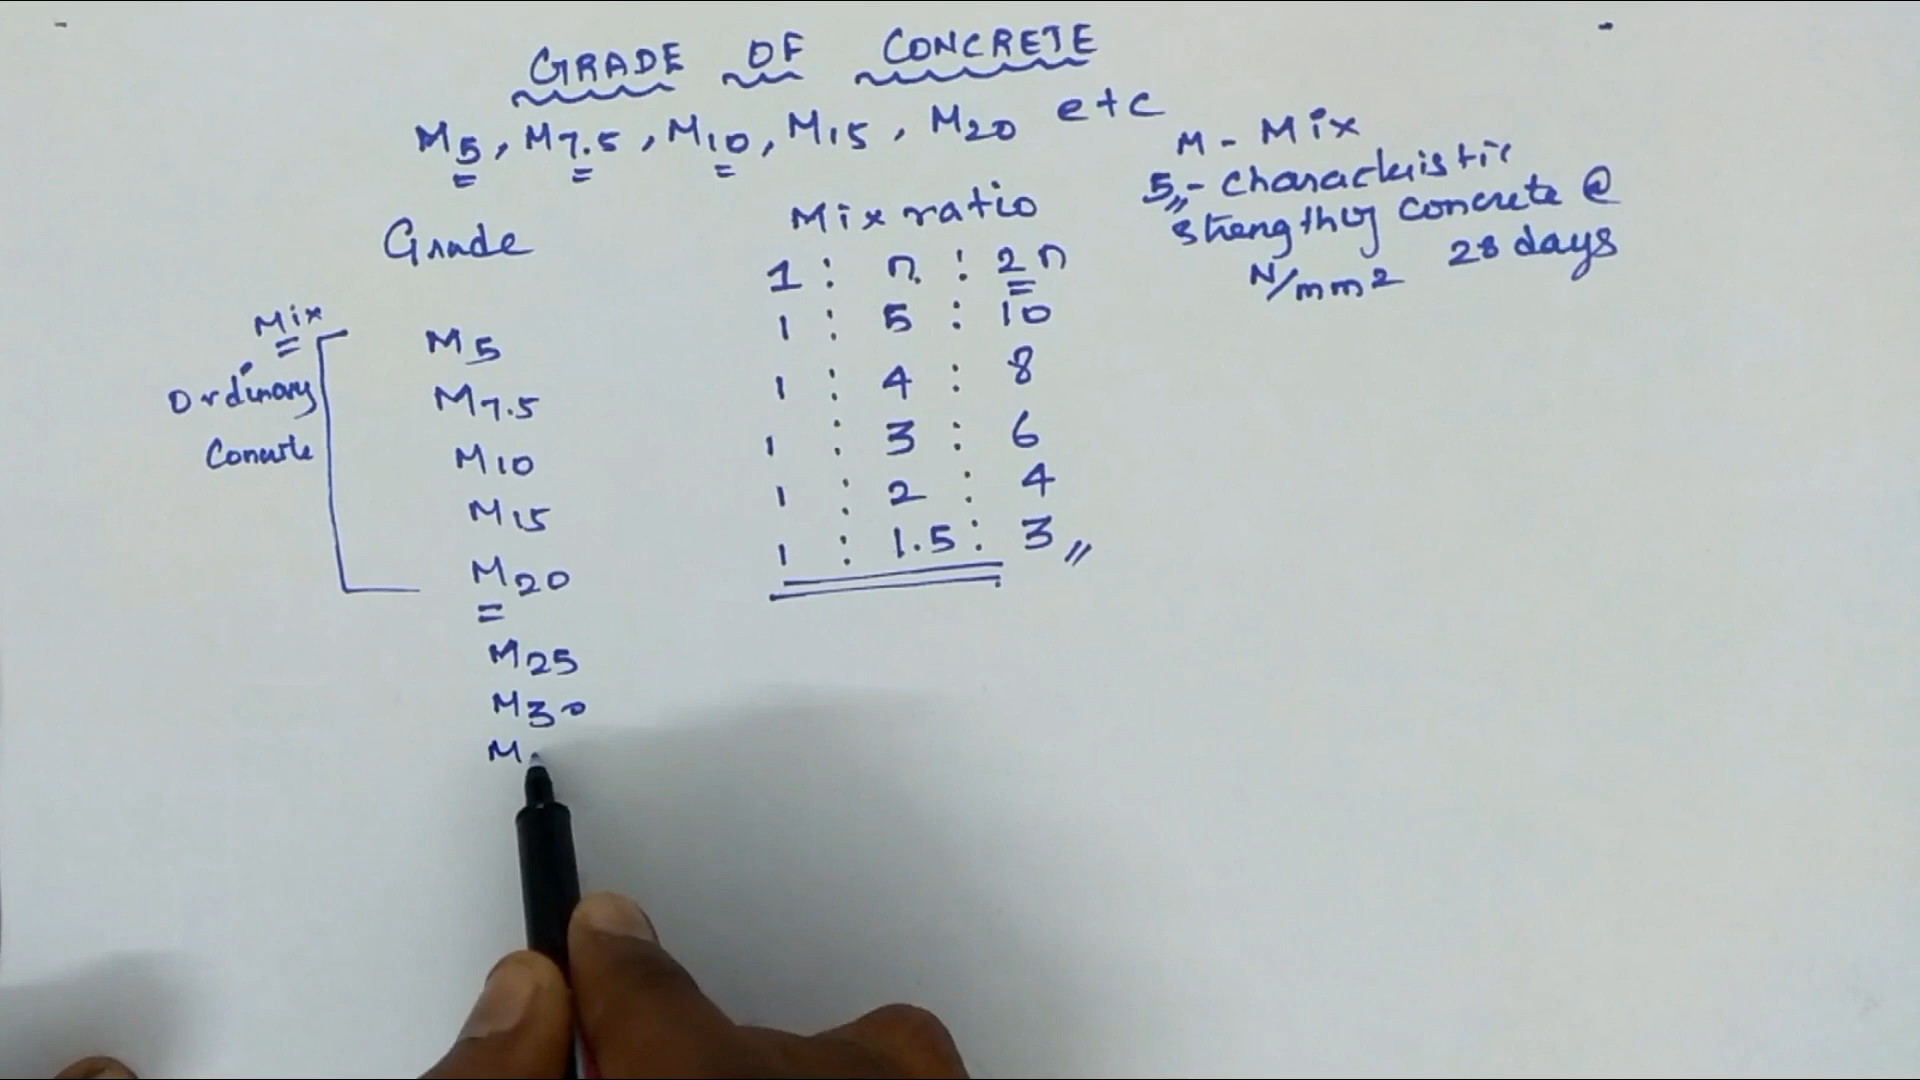 GRADE OF CONCRETE
M5, M7.5, M10, M15, M20 etc
M - Mix
5,, - Characteristic
Strength of Concrete @
N/mm2 28 days
Grade
Mix ratio
1 : n : 2n
Mix
Ordinary
M5 1 : 5 : 10
M7.5 1 : 4 : 8
M10 1 : 3 : 6
M15 1 : 2 : 4
M20 1 : 1.5 : 3,,
M25
M30
M